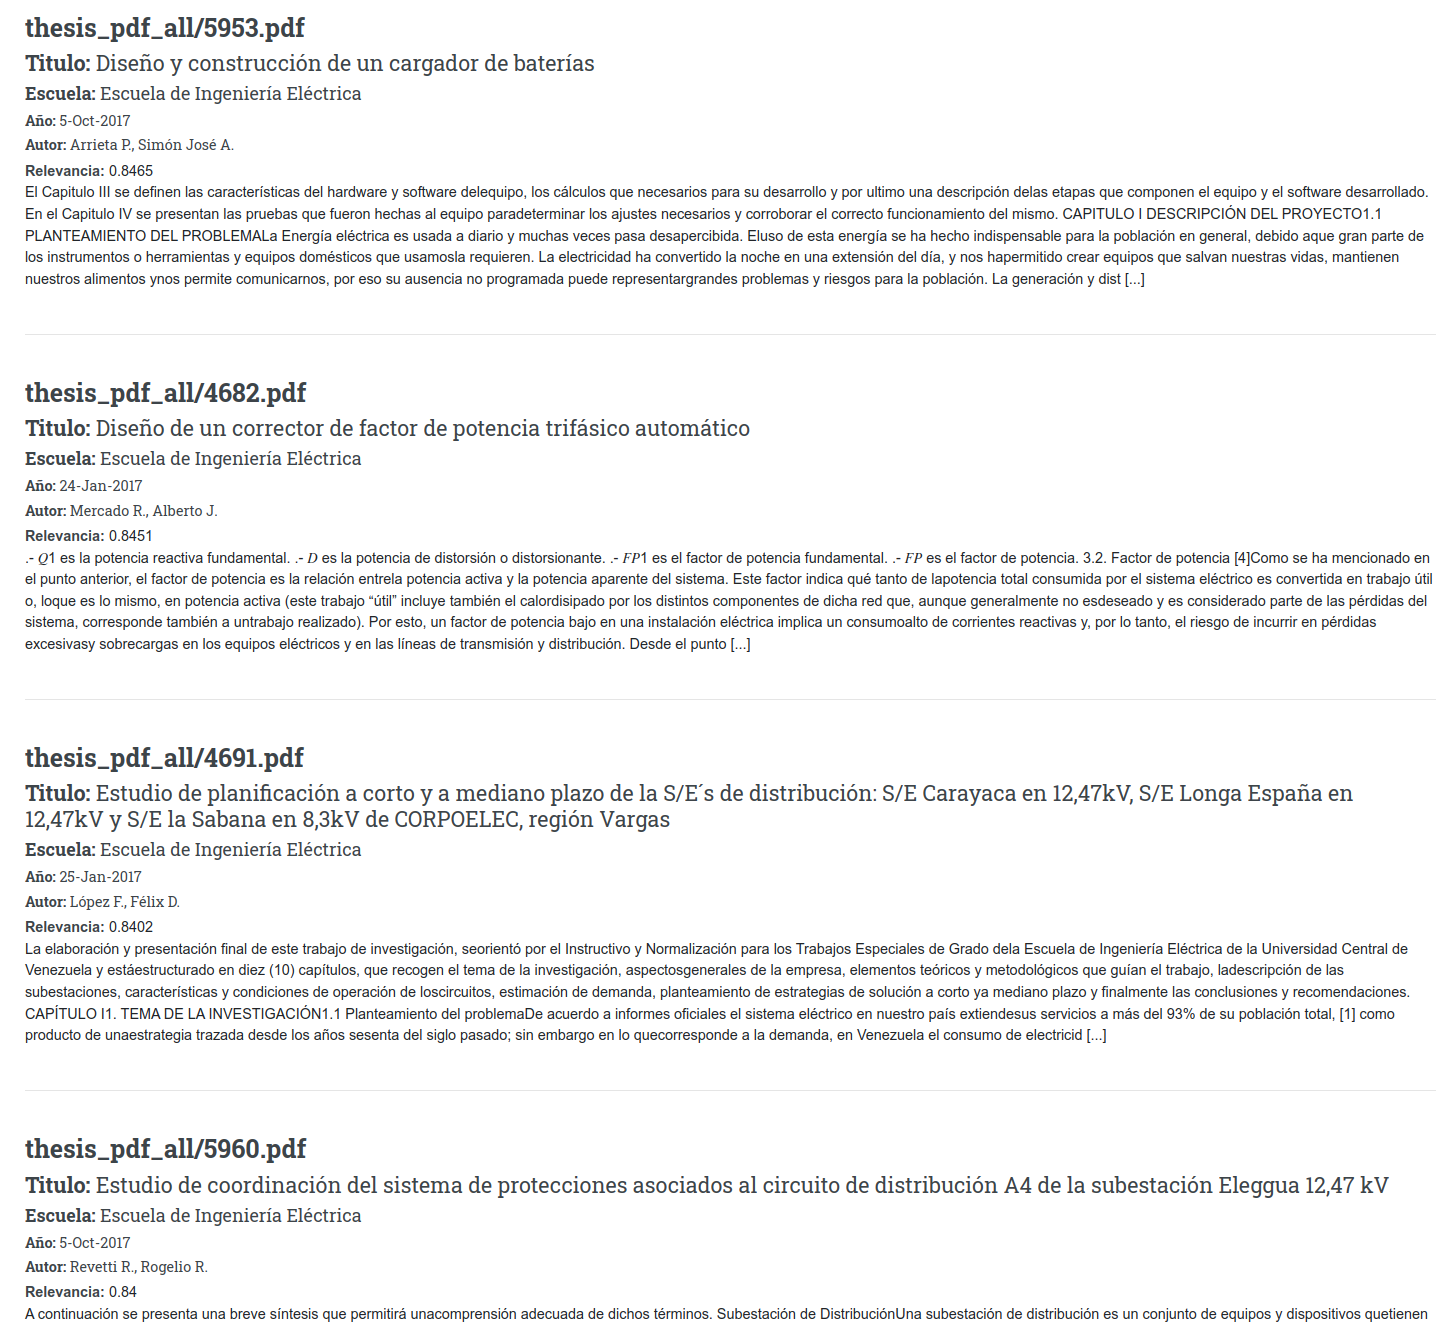 thesis_pdf_all/5953.pdf
Titulo: Diseño y construcción de un cargador de baterías
Escuela: Escuela de Ingeniería Eléctrica
Año: 5-Oct-2017
Autor: Arrieta P., Simón José A.
Relevancia: 0.8465
El Capitulo III se definen las características del hardware y software delequipo, los cálculos que necesarios para su desarrollo y por ultimo una descripción delas etapas que componen el equipo y el software desarrollado.
En el Capitulo IV se presentan las pruebas que fueron hechas al equipo paradeterminar los ajustes necesarios y corroborar el correcto funcionamiento del mismo. CAPITULO I DESCRIPCIÓN DEL PROYECTO1.1
PLANTEAMIENTO DEL PROBLEMALa Energía eléctrica es usada a diario y muchas veces pasa desapercibida. Eluso de esta energía se ha hecho indispensable para la población en general, debido aque gran parte de
los instrumentos o herramientas y equipos domésticos que usamosla requieren. La electricidad ha convertido la noche en una extensión del día, y nos hapermitido crear equipos que salvan nuestras vidas, mantienen
nuestros alimentos ynos permite comunicarnos, por eso su ausencia no programada puede representargrandes problemas y riesgos para la población. La generación y dist [...]
thesis_pdf_all/4682.pdf
Titulo: Diseño de un corrector de factor de potencia trifásico automático
Escuela: Escuela de Ingeniería Eléctrica
Año: 24-Jan-2017
Autor: Mercado R., Alberto J.
Relevancia: 0.8451
.- 𝑄1 es la potencia reactiva fundamental. .- 𝐷 es la potencia de distorsión o distorsionante. .- 𝐹𝑃1 es el factor de potencia fundamental. .- 𝐹𝑃 es el factor de potencia. 3.2. Factor de potencia [4]Como se ha mencionado en
el punto anterior, el factor de potencia es la relación entrela potencia activa y la potencia aparente del sistema. Este factor indica qué tanto de lapotencia total consumida por el sistema eléctrico es convertida en trabajo útil
o, loque es lo mismo, en potencia activa (este trabajo “útil” incluye también el calordisipado por los distintos componentes de dicha red que, aunque generalmente no esdeseado y es considerado parte de las pérdidas del
sistema, corresponde también a untrabajo realizado). Por esto, un factor de potencia bajo en una instalación eléctrica implica un consumoalto de corrientes reactivas y, por lo tanto, el riesgo de incurrir en pérdidas
excesivasy sobrecargas en los equipos eléctricos y en las líneas de transmisión y distribución. Desde el punto [...]
thesis_pdf_all/4691.pdf
Titulo: Estudio de planificación a corto y a mediano plazo de la S/E´s de distribución: S/E Carayaca en 12,47kV, S/E Longa España en
12,47kV y S/E la Sabana en 8,3kV de CORPOELEC, región Vargas
Escuela: Escuela de Ingeniería Eléctrica
Año: 25-Jan-2017
Autor: López F., Félix D.
Relevancia: 0.8402
La elaboración y presentación final de este trabajo de investigación, seorientó por el Instructivo y Normalización para los Trabajos Especiales de Grado dela Escuela de Ingeniería Eléctrica de la Universidad Central de
Venezuela y estáestructurado en diez (10) capítulos, que recogen el tema de la investigación, aspectosgenerales de la empresa, elementos teóricos y metodológicos que guían el trabajo, ladescripción de las
subestaciones, características y condiciones de operación de loscircuitos, estimación de demanda, planteamiento de estrategias de solución a corto ya mediano plazo y finalmente las conclusiones y recomendaciones.
CAPÍTULO I1. TEMA DE LA INVESTIGACIÓN1.1 Planteamiento del problemaDe acuerdo a informes oficiales el sistema eléctrico en nuestro país extiendesus servicios a más del 93% de su población total, [1] como
producto de unaestrategia trazada desde los años sesenta del siglo pasado; sin embargo en lo quecorresponde a la demanda, en Venezuela el consumo de electricid [...]
thesis_pdf_all/5960.pdf
Titulo: Estudio de coordinación del sistema de protecciones asociados al circuito de distribución A4 de la subestación Eleggua 12,47 kV
Escuela: Escuela de Ingeniería Eléctrica
Año: 5-Oct-2017
Autor: Revetti R., Rogelio R.
Relevancia: 0.84
A continuación se presenta una breve síntesis que permitirá unacomprensión adecuada de dichos términos. Substación de DistribuciónUna subestación de distribución es un conjunto de equipos y dispositivos quetienen